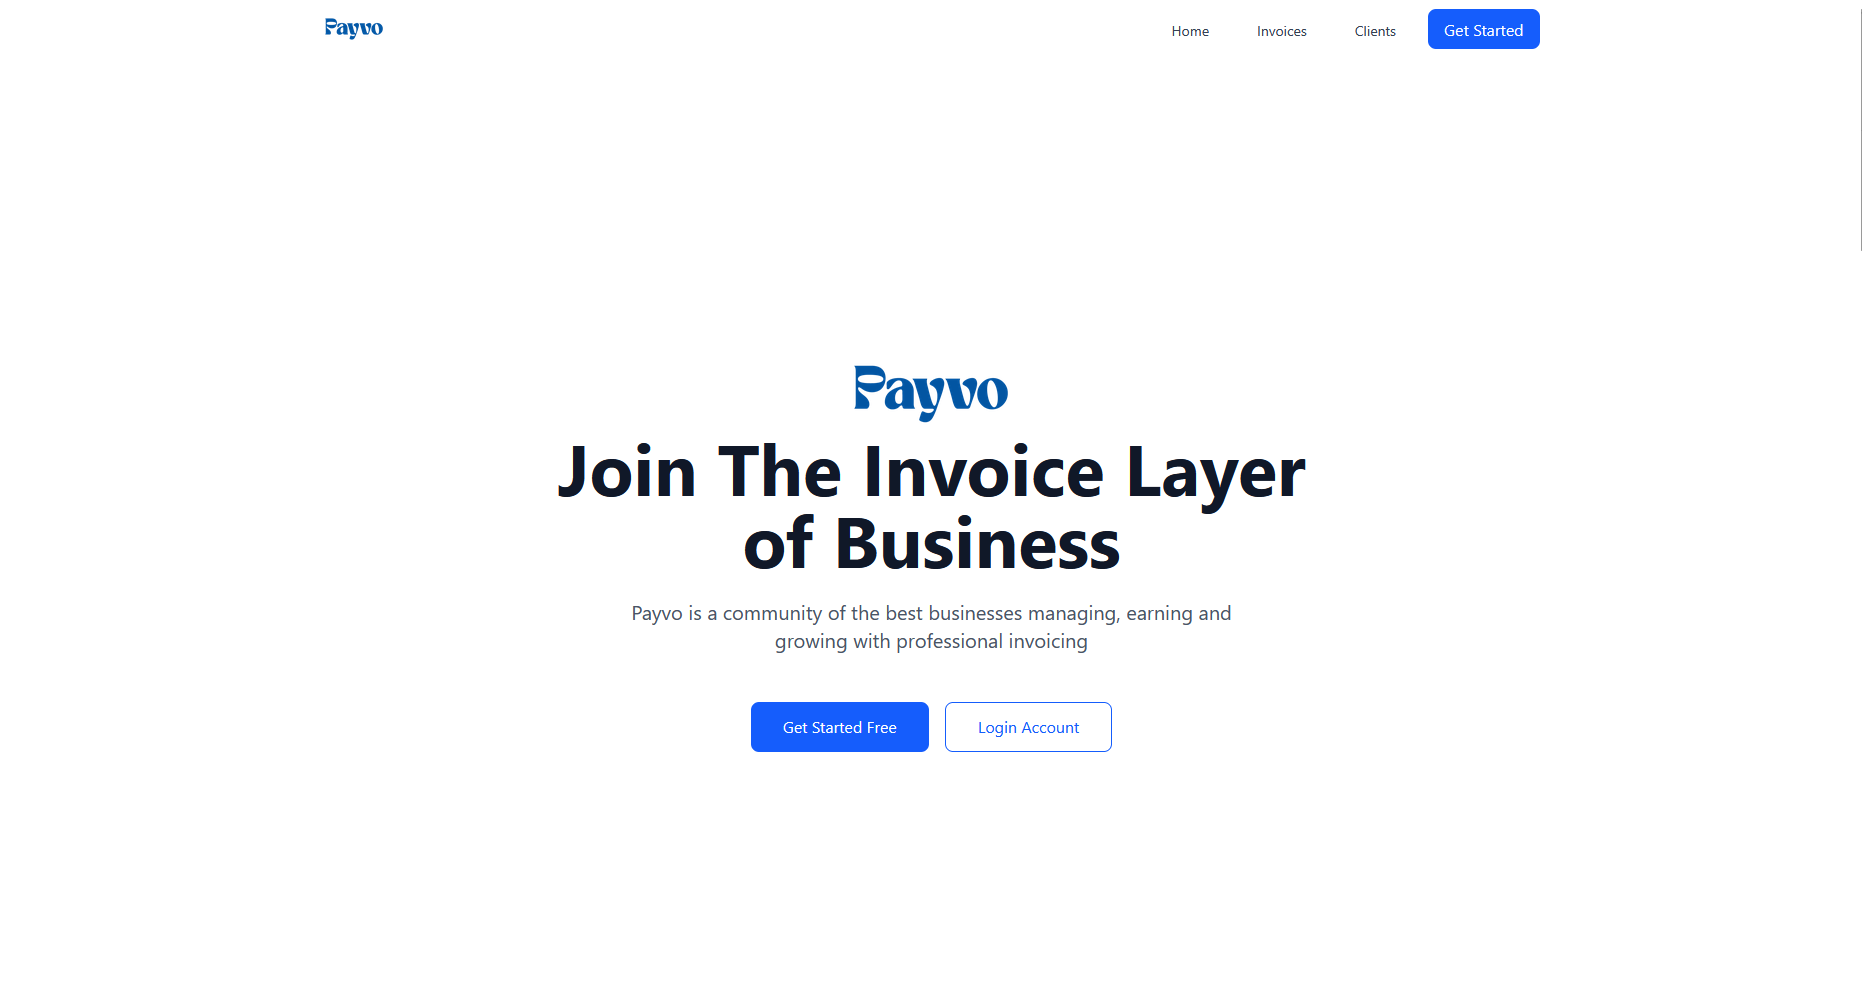 Payvo
Home
Invoices
Clients
Get Started
Payvo
Join The Invoice Layer
of Business
Payvo is a community of the best businesses managing, earning and
growing with professional invoicing
Get Started Free
Login Account